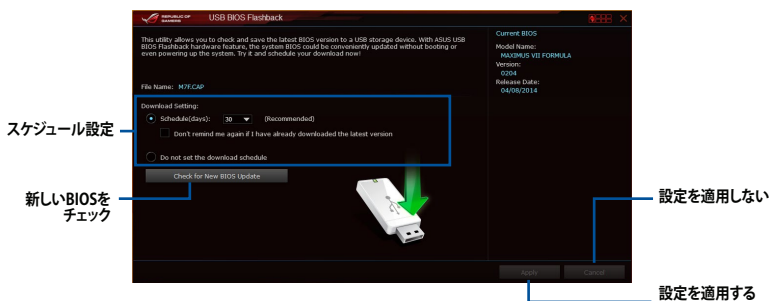 REPUBLIC OF
GAMERS
USB BIOS Flashback
This utility allows you to check and save the latest BIOS version to a USB storage device. With ASUS USB
BIOS Flashback hardware feature, the system BIOS could be conveniently updated without booting or
even powering up the system. Try it and schedule your download now!
File Name: M7F.CAP
Download Setting:
Schedule(days): 30 (Recommended)
Don't remind me again if I have already downloaded the latest version
Do not set the download schedule
Check for New BIOS Update
Current BIOS
Model Name:
MAXIMUS VII FORMULA
Version:
0204
Release Date:
04/08/2014
Apply
Cancel
スケジュール設定
新しいBIOSを
チェック
設定を適用しない
設定を適用する